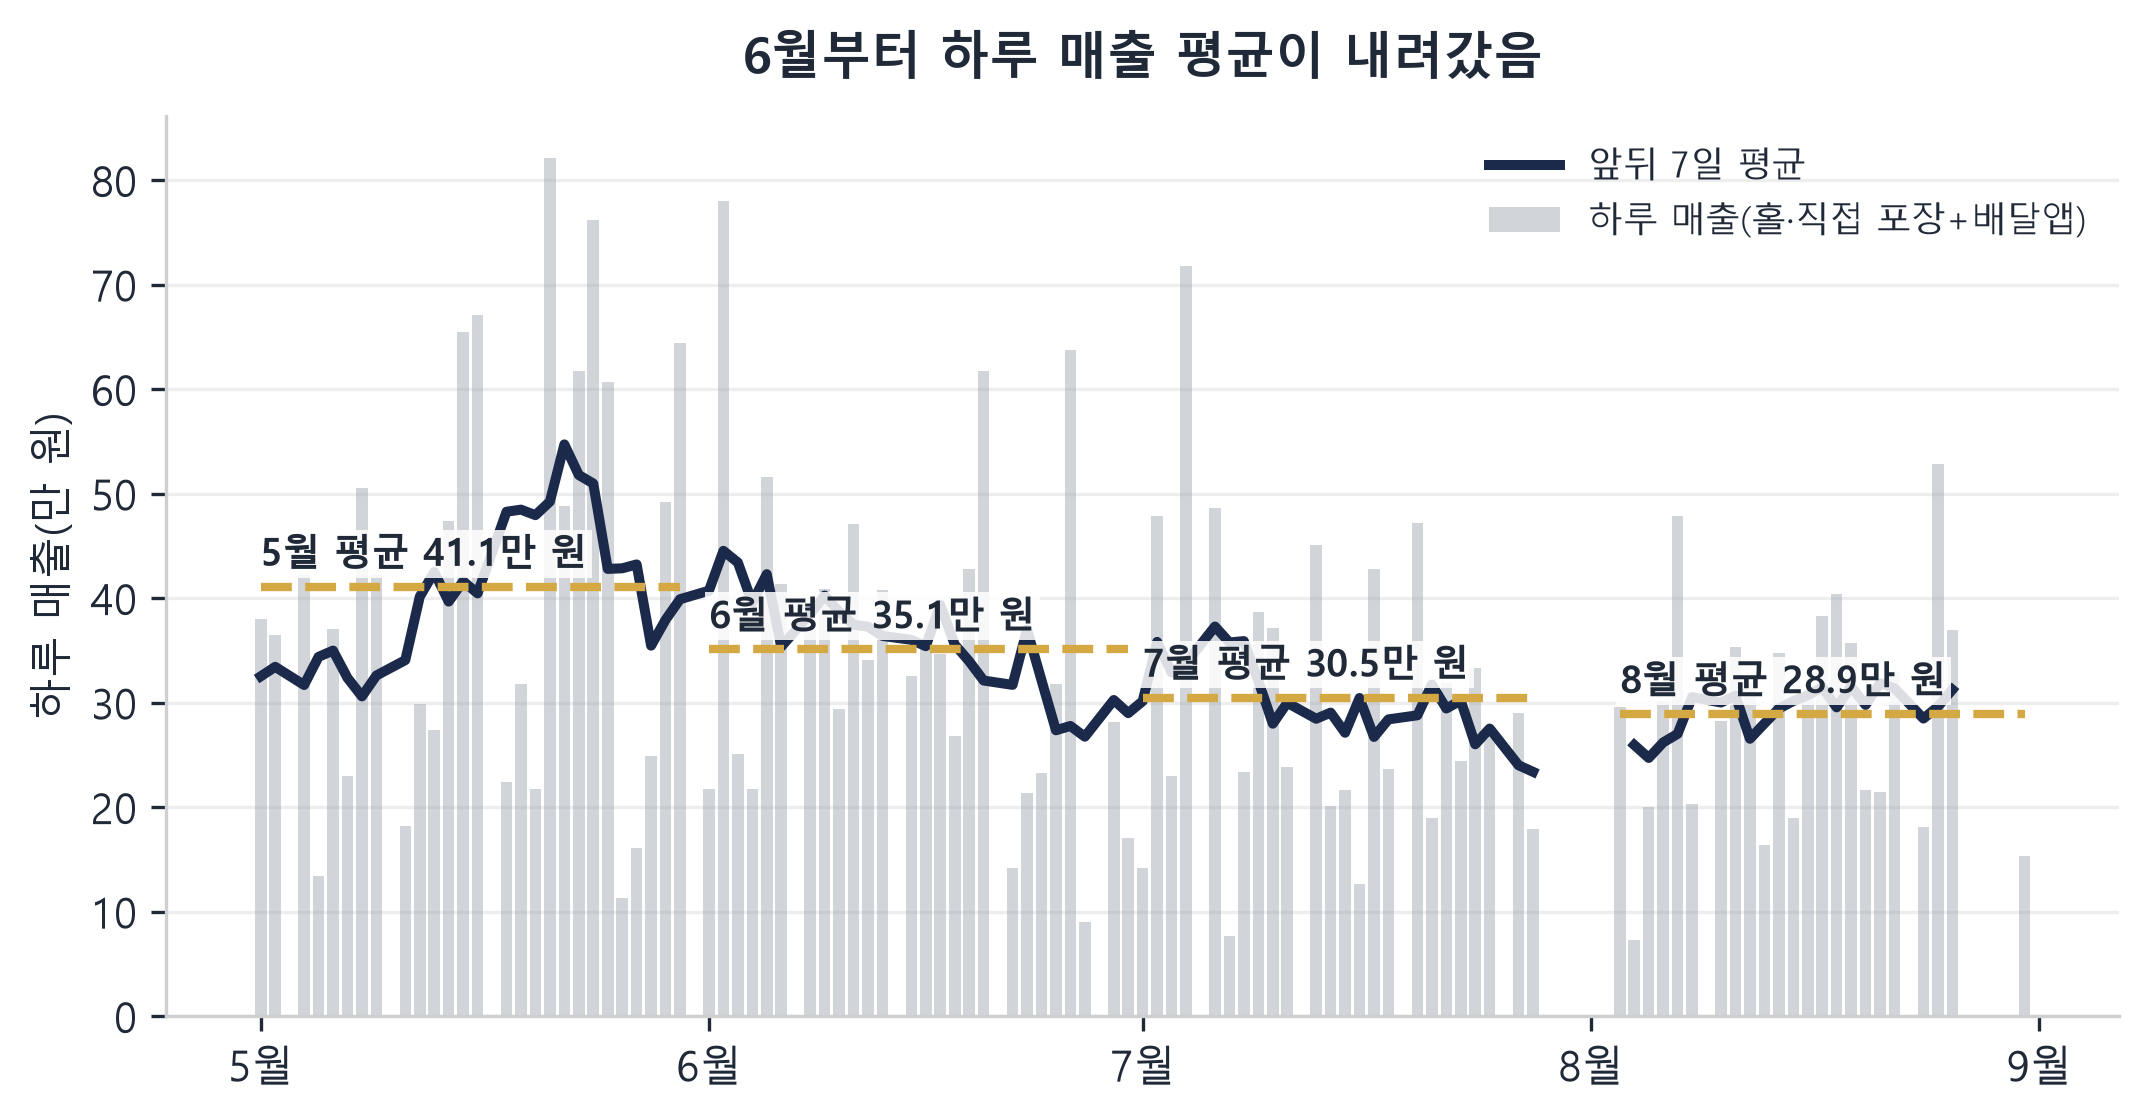 6월부터 하루 매출 평균이 내려갔음
앞뒤 7일 평균
하루 매출(홀·직접 포장+배달앱)
하루 매출(만 원)
80
70
60
50
40
30
20
10
0
5월 평균 41.1만 원
6월 평균 35.1만 원
7월 평균 30.5만 원
8월 평균 28.9만 원
5월
6월
7월
8월
9월